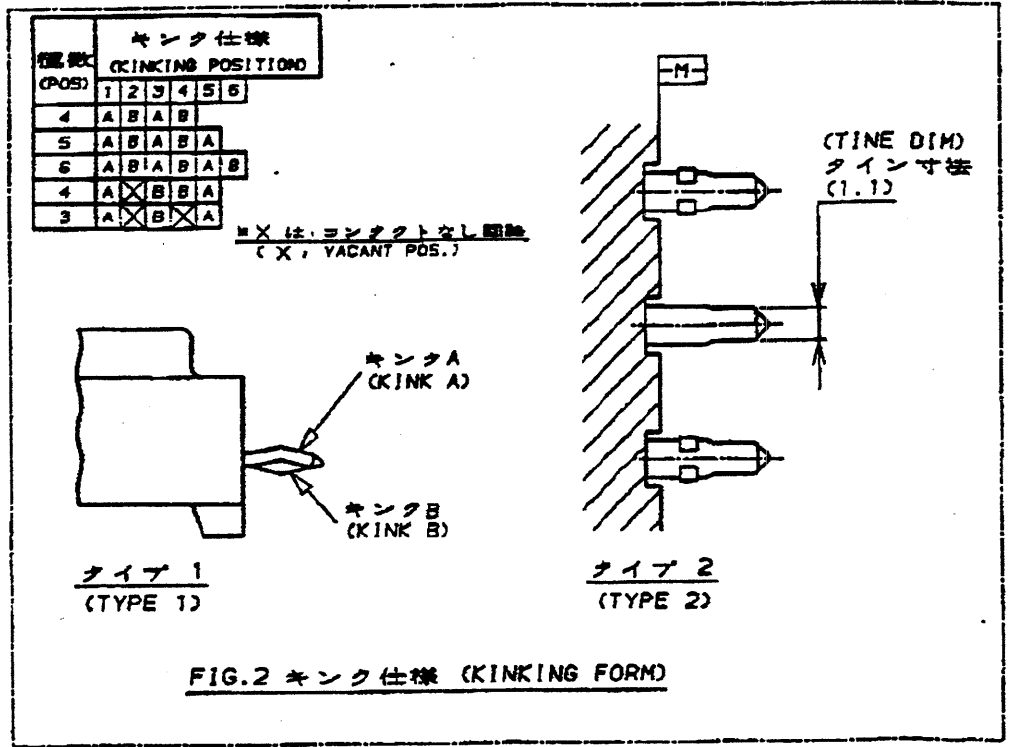 極数 キンク仕様
(POS) (KINKING POSITION)
1 2 3 4 5 6
4 A B A B
5 A B A B A
6 A B A B A B
4 A X B B A
3 A X B X A
※ X は、コンタクトなし
( X , VACANT POS.)
M
(TINE DIM)
タイン寸法
(1.1)
キンクA
(KINK A)
キンクB
(KINK B)
タイプ 1
(TYPE 1)
タイプ 2
(TYPE 2)
FIG.2 キンク仕様 (KINKING FORM)